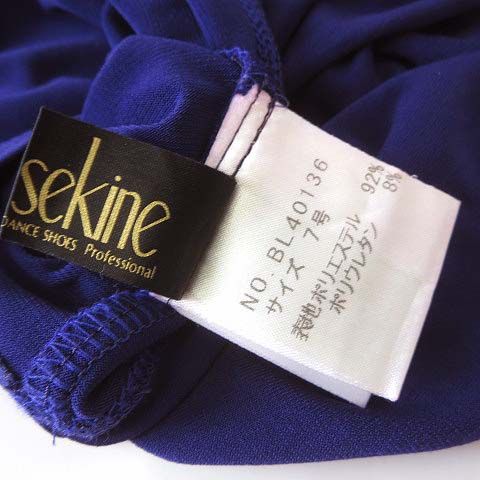 sekine
DANCE SHOES Professional
NO. BL40136
サイズ 7号
表地ポリエステル 92%
ポリウレタン 8%